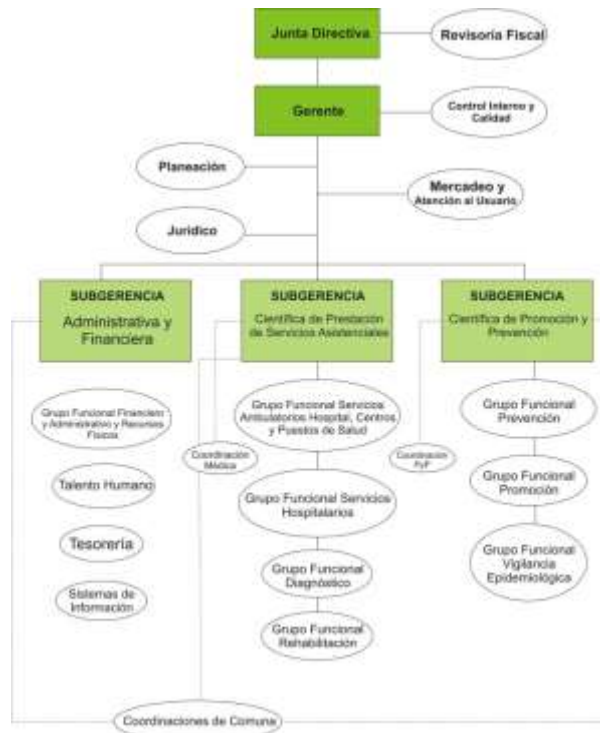 Junta Directiva
Revisoría Fiscal
Gerente
Control Interno y
Calidad
Planeación
Mercadeo y
Atención al Usuario
Jurídico
SUBGERENCIA
Administrativa y
Financiera
SUBGERENCIA
Científica de Prestación
de Servicios Asistenciales
SUBGERENCIA
Científica de Promoción y
Prevención
Grupo Funcional Financiero
y Administrativo y Recursos
Físicos
Talento Humano
Tesorería
Sistemas de
Información
Coordinación
Médica
Grupo Funcional Servicios
Ambulatorios Hospital, Centros
y Puestos de Salud
Grupo Funcional Servicios
Hospitalarios
Grupo Funcional
Diagnóstico
Grupo Funcional
Rehabilitación
Coordinación
PyP
Grupo Funcional
Prevención
Grupo Funcional
Promoción
Grupo Funcional
Vigilancia
Epidemiológica
Coordinaciones de Comuna